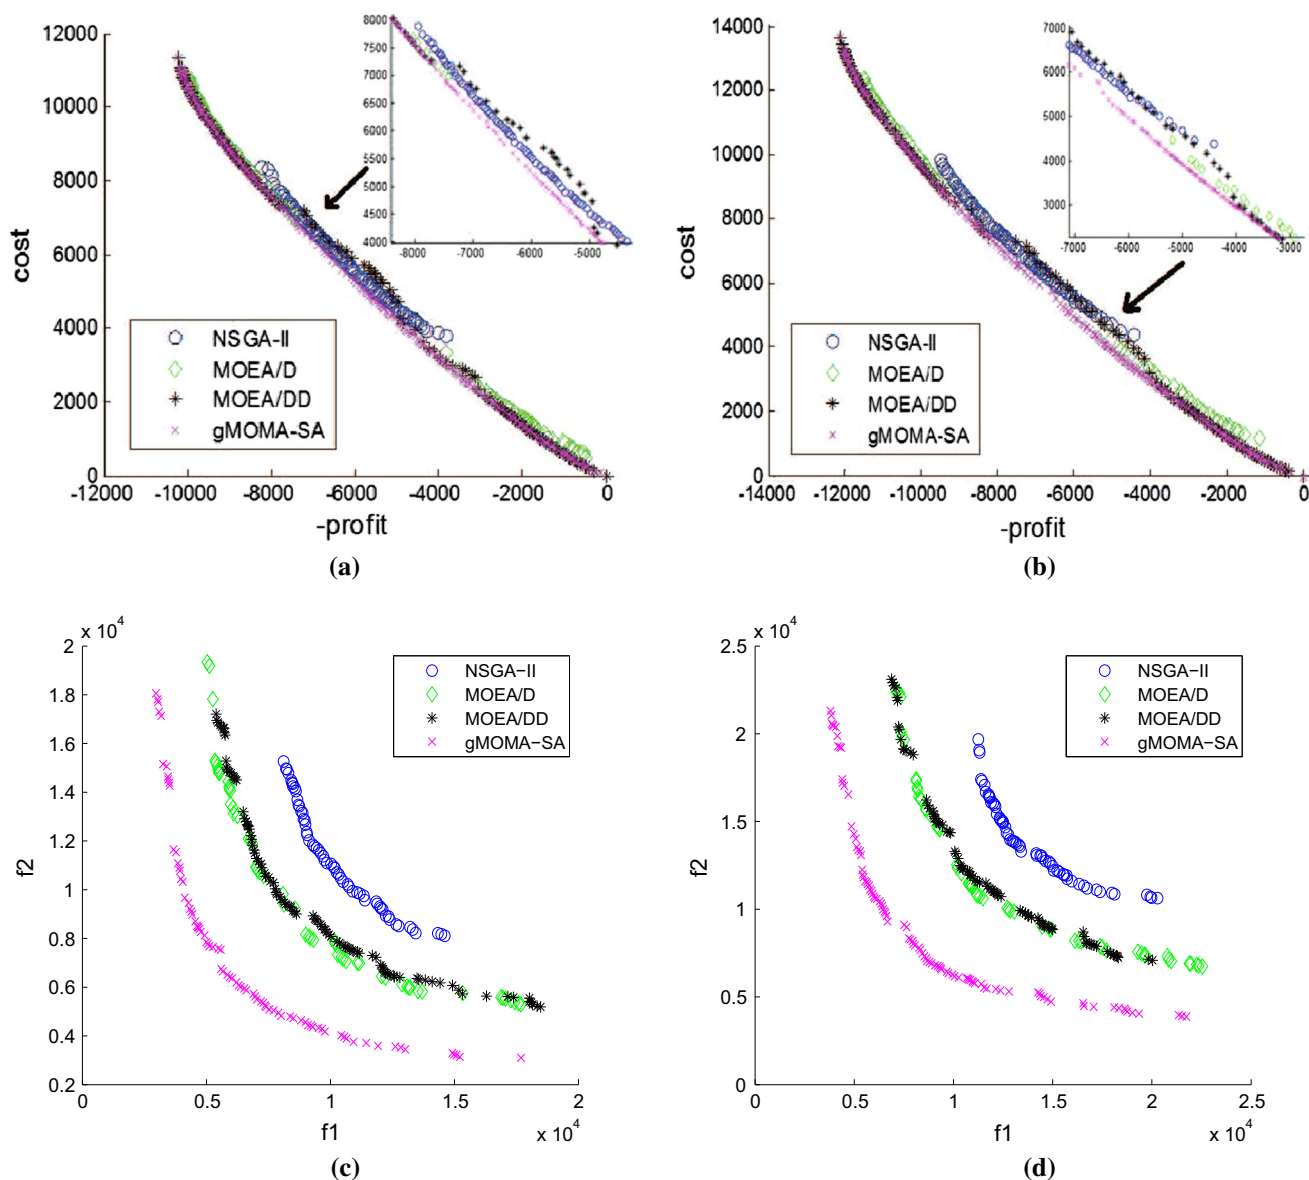 12000
10000
8000
6000
4000
2000
0
cost
-12000 -10000 -8000 -6000 -4000 -2000 0
-profit
NSGA-II
MOEA/D
MOEA/DD
gMOMA-SA
8000
7500
7000
6500
6000
5500
5000
4500
4000
-8000 -7000 -6000 -5000
(a)
14000
12000
10000
8000
6000
4000
2000
0
cost
-14000 -12000 -10000 -8000 -6000 -4000 -2000 0
-profit
NSGA-II
MOEA/D
MOEA/DD
gMOMA-SA
7000
6000
5000
4000
3000
-7000 -6000 -5000 -4000 -3000
(b)
x 10^4
2
1.8
1.6
1.4
1.2
1
0.8
0.6
0.4
0.2
f2
0 0.5 1 1.5 2
f1
x 10^4
NSGA−II
MOEA/D
MOEA/DD
gMOMA−SA
(c)
x 10^4
2.5
2
1.5
1
0.5
0
f2
0 0.5 1 1.5 2 2.5
f1
x 10^4
NSGA−II
MOEA/D
MOEA/DD
gMOMA−SA
(d)